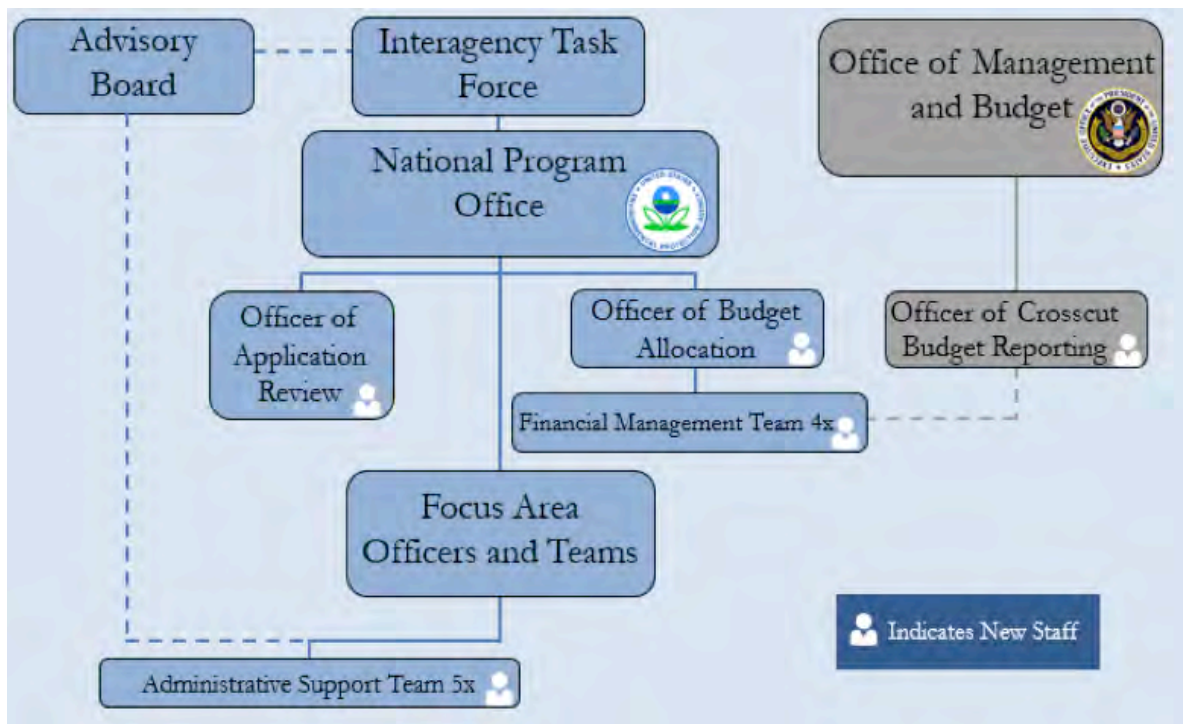 Advisory
Board
Interagency Task
Force
Office of Management
and Budget
National Program
Office
Officer of
Application
Review
Officer of Budget
Allocation
Officer of Crosscut
Budget Reporting
Financial Management Team 4x
Focus Area
Officers and Teams
Indicates New Staff
Administrative Support Team 5x